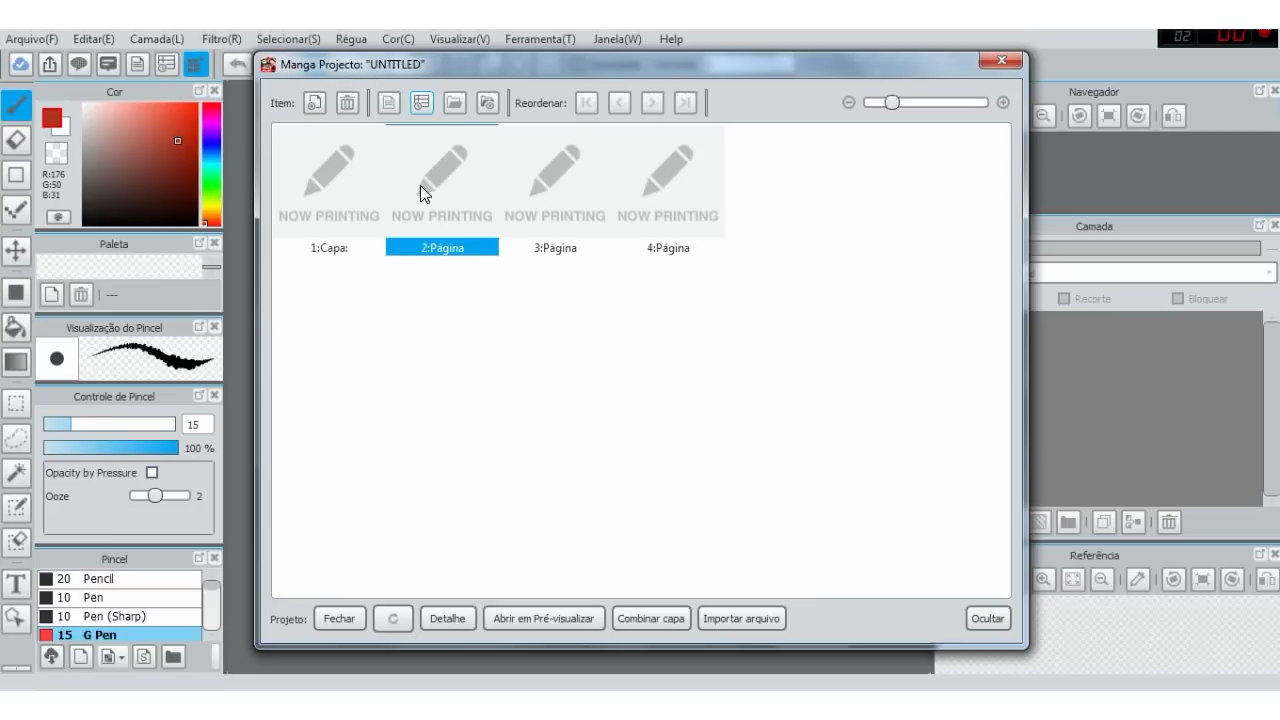 Arquivo(F) Editar(E) Camada(L) Filtro(R) Selecionar(S) Régua Cor(C) Visualizar(V) Ferramenta(T) Janela(W) Help
02
Manga Projecto: "UNTITLED"
Cor
R:176
G:50
B:31
Paleta
---
Visualização do Pincel
Controle de Pincel
15
100 %
Opacity by Pressure
Ooze 2
Pincel
20 Pencil
10 Pen
10 Pen (Sharp)
15 G Pen
Item: Reordenar:
NOW PRINTING NOW PRINTING NOW PRINTING NOW PRINTING
1:Capa: 2:Página 3:Página 4:Página
Projeto: Fechar Detalhe Abrir em Pré-visualizar Combinar capa Importar arquivo Ocultar
Navegador
Camada
Recorte Bloquear
Referência